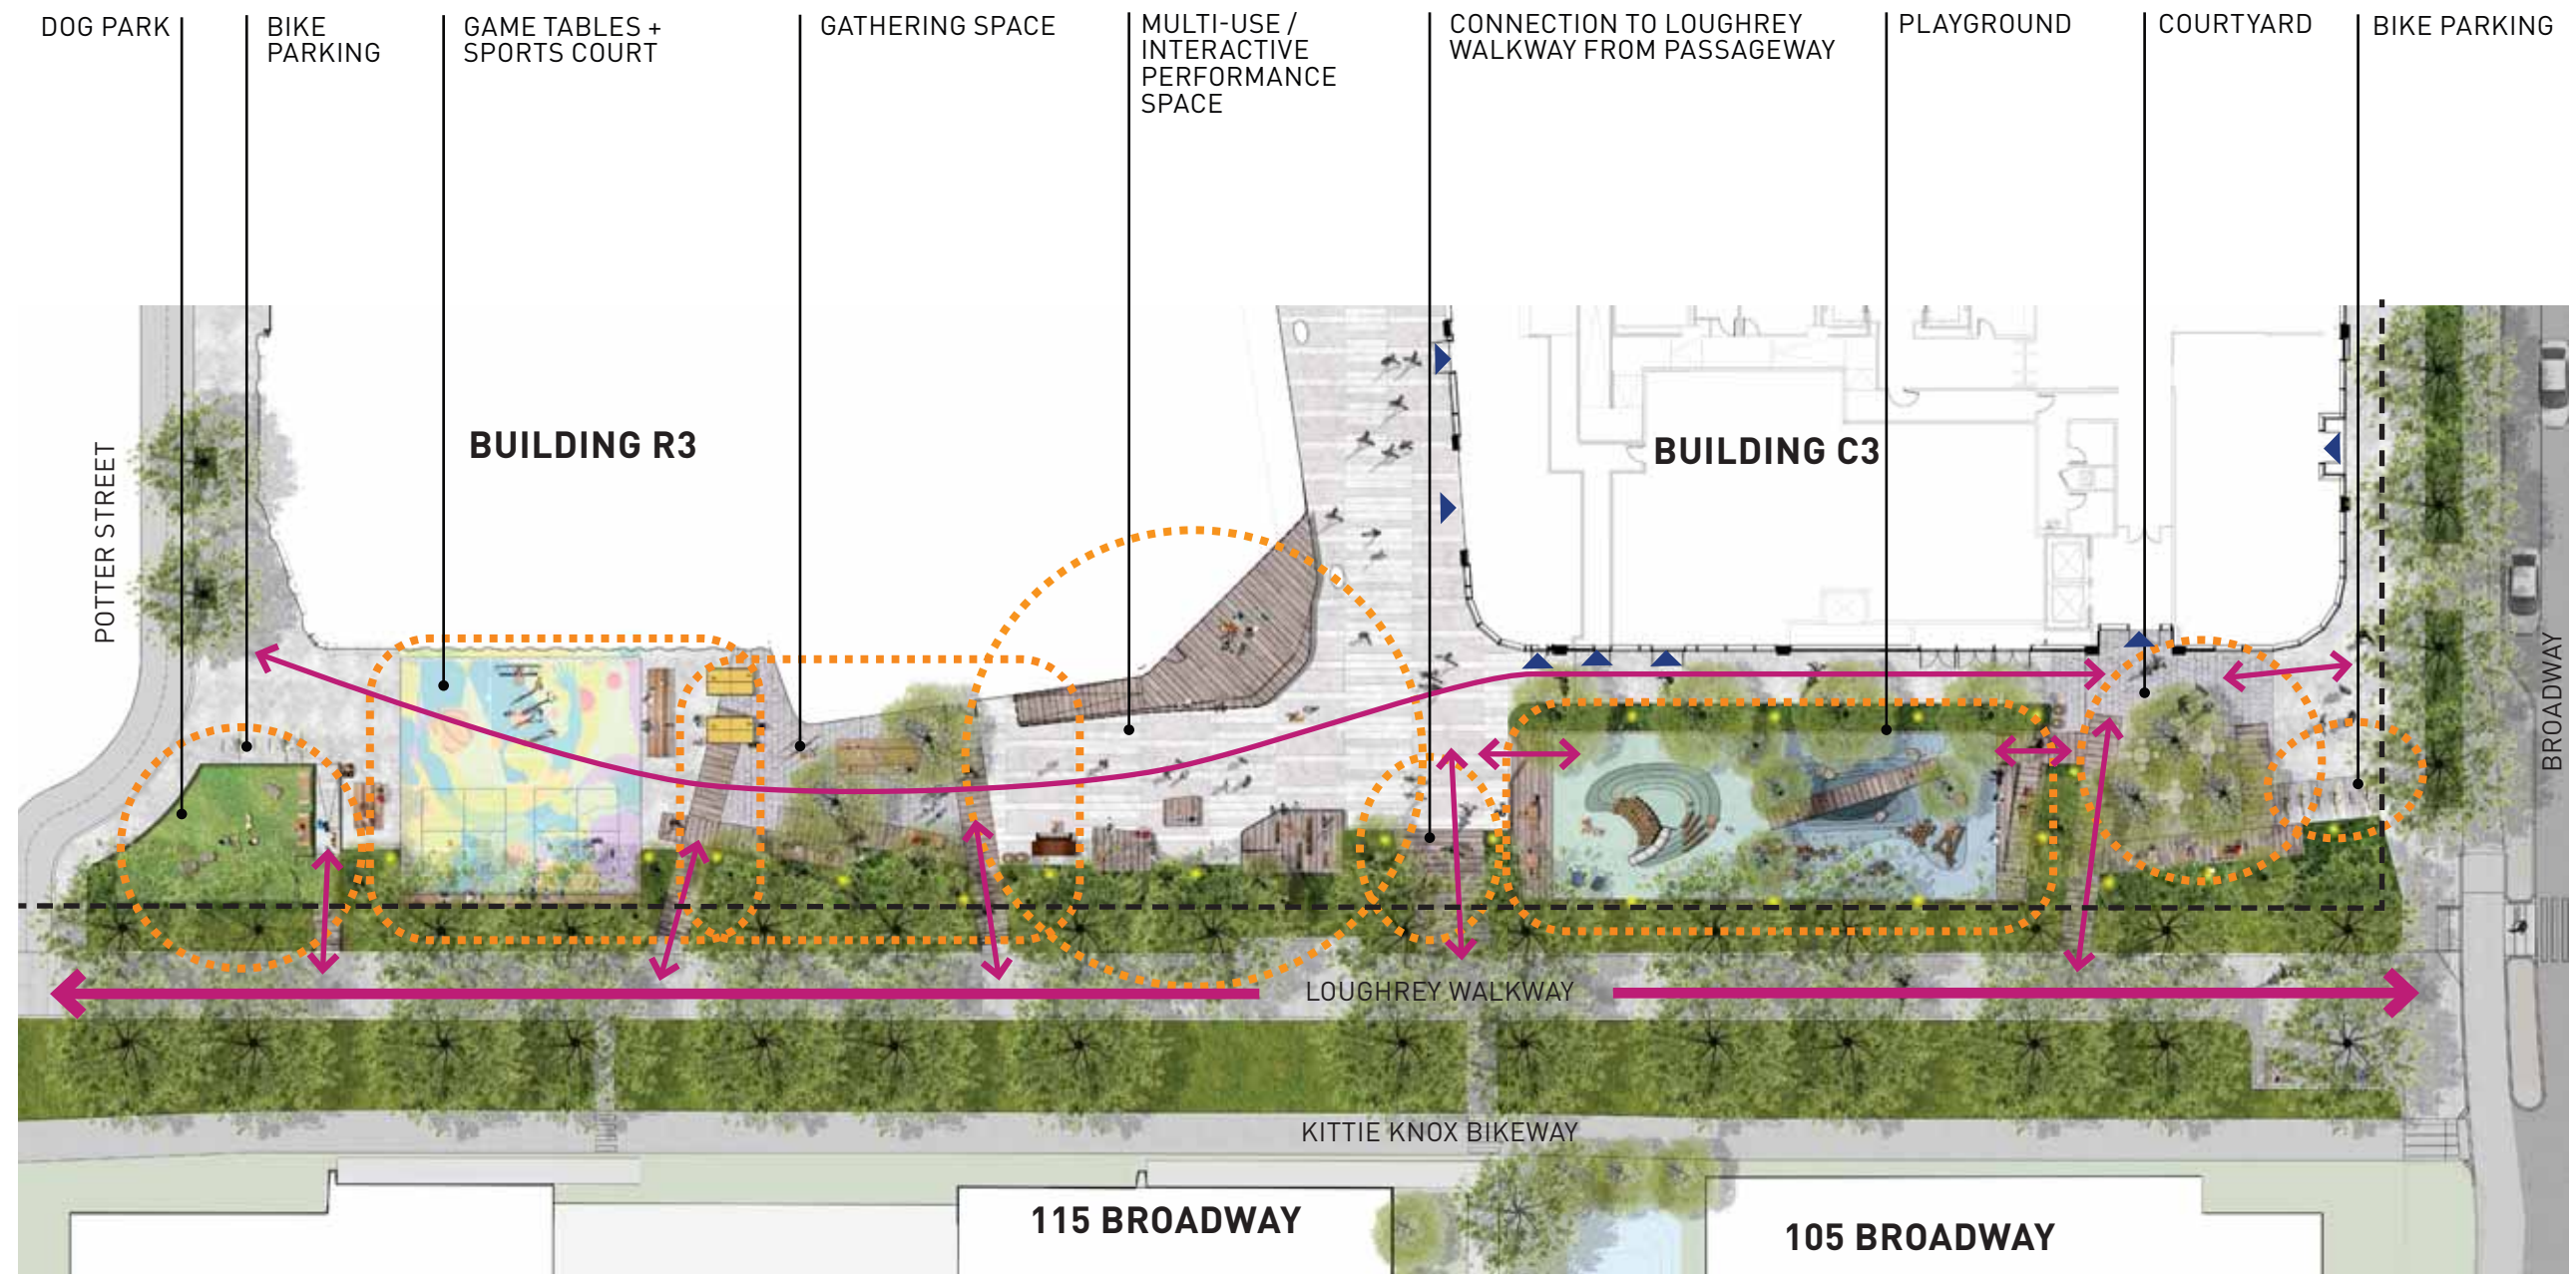 DOG PARK
BIKE
PARKING
GAME TABLES +
SPORTS COURT
GATHERING SPACE
MULTI-USE /
INTERACTIVE
PERFORMANCE
SPACE
CONNECTION TO LOUGHREY
WALKWAY FROM PASSAGEWAY
PLAYGROUND
COURTYARD
BIKE PARKING
POTTER STREET
BUILDING R3
BUILDING C3
BROADWAY
LOUGHREY WALKWAY
KITTIE KNOX BIKEWAY
115 BROADWAY
105 BROADWAY